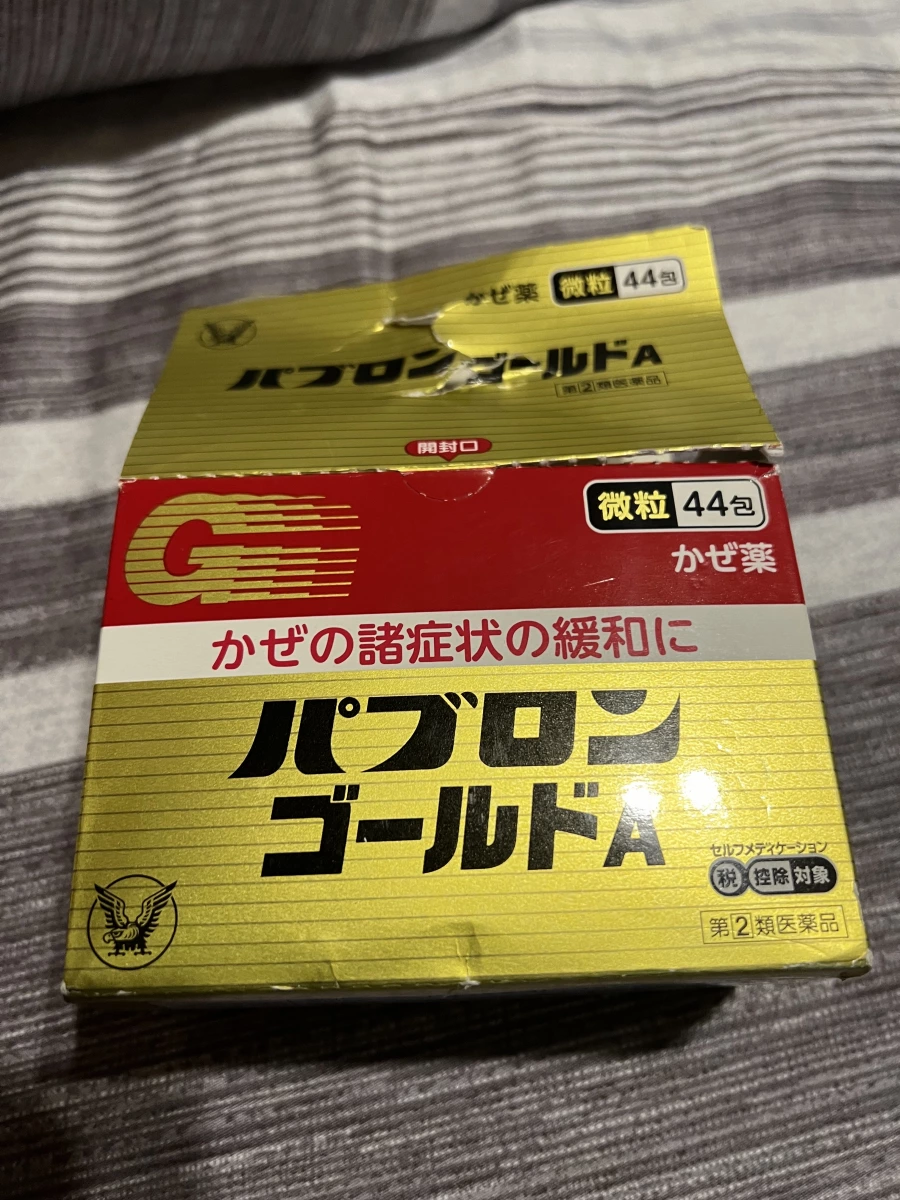 かぜ薬 微粒 44包
パブロンゴールドA
第②類医薬品
開封口
G
微粒 44包
かぜ薬
かぜの諸症状の緩和に
パブロン
ゴールドA
セルフメディケーション
税 控除 対象
第②類医薬品